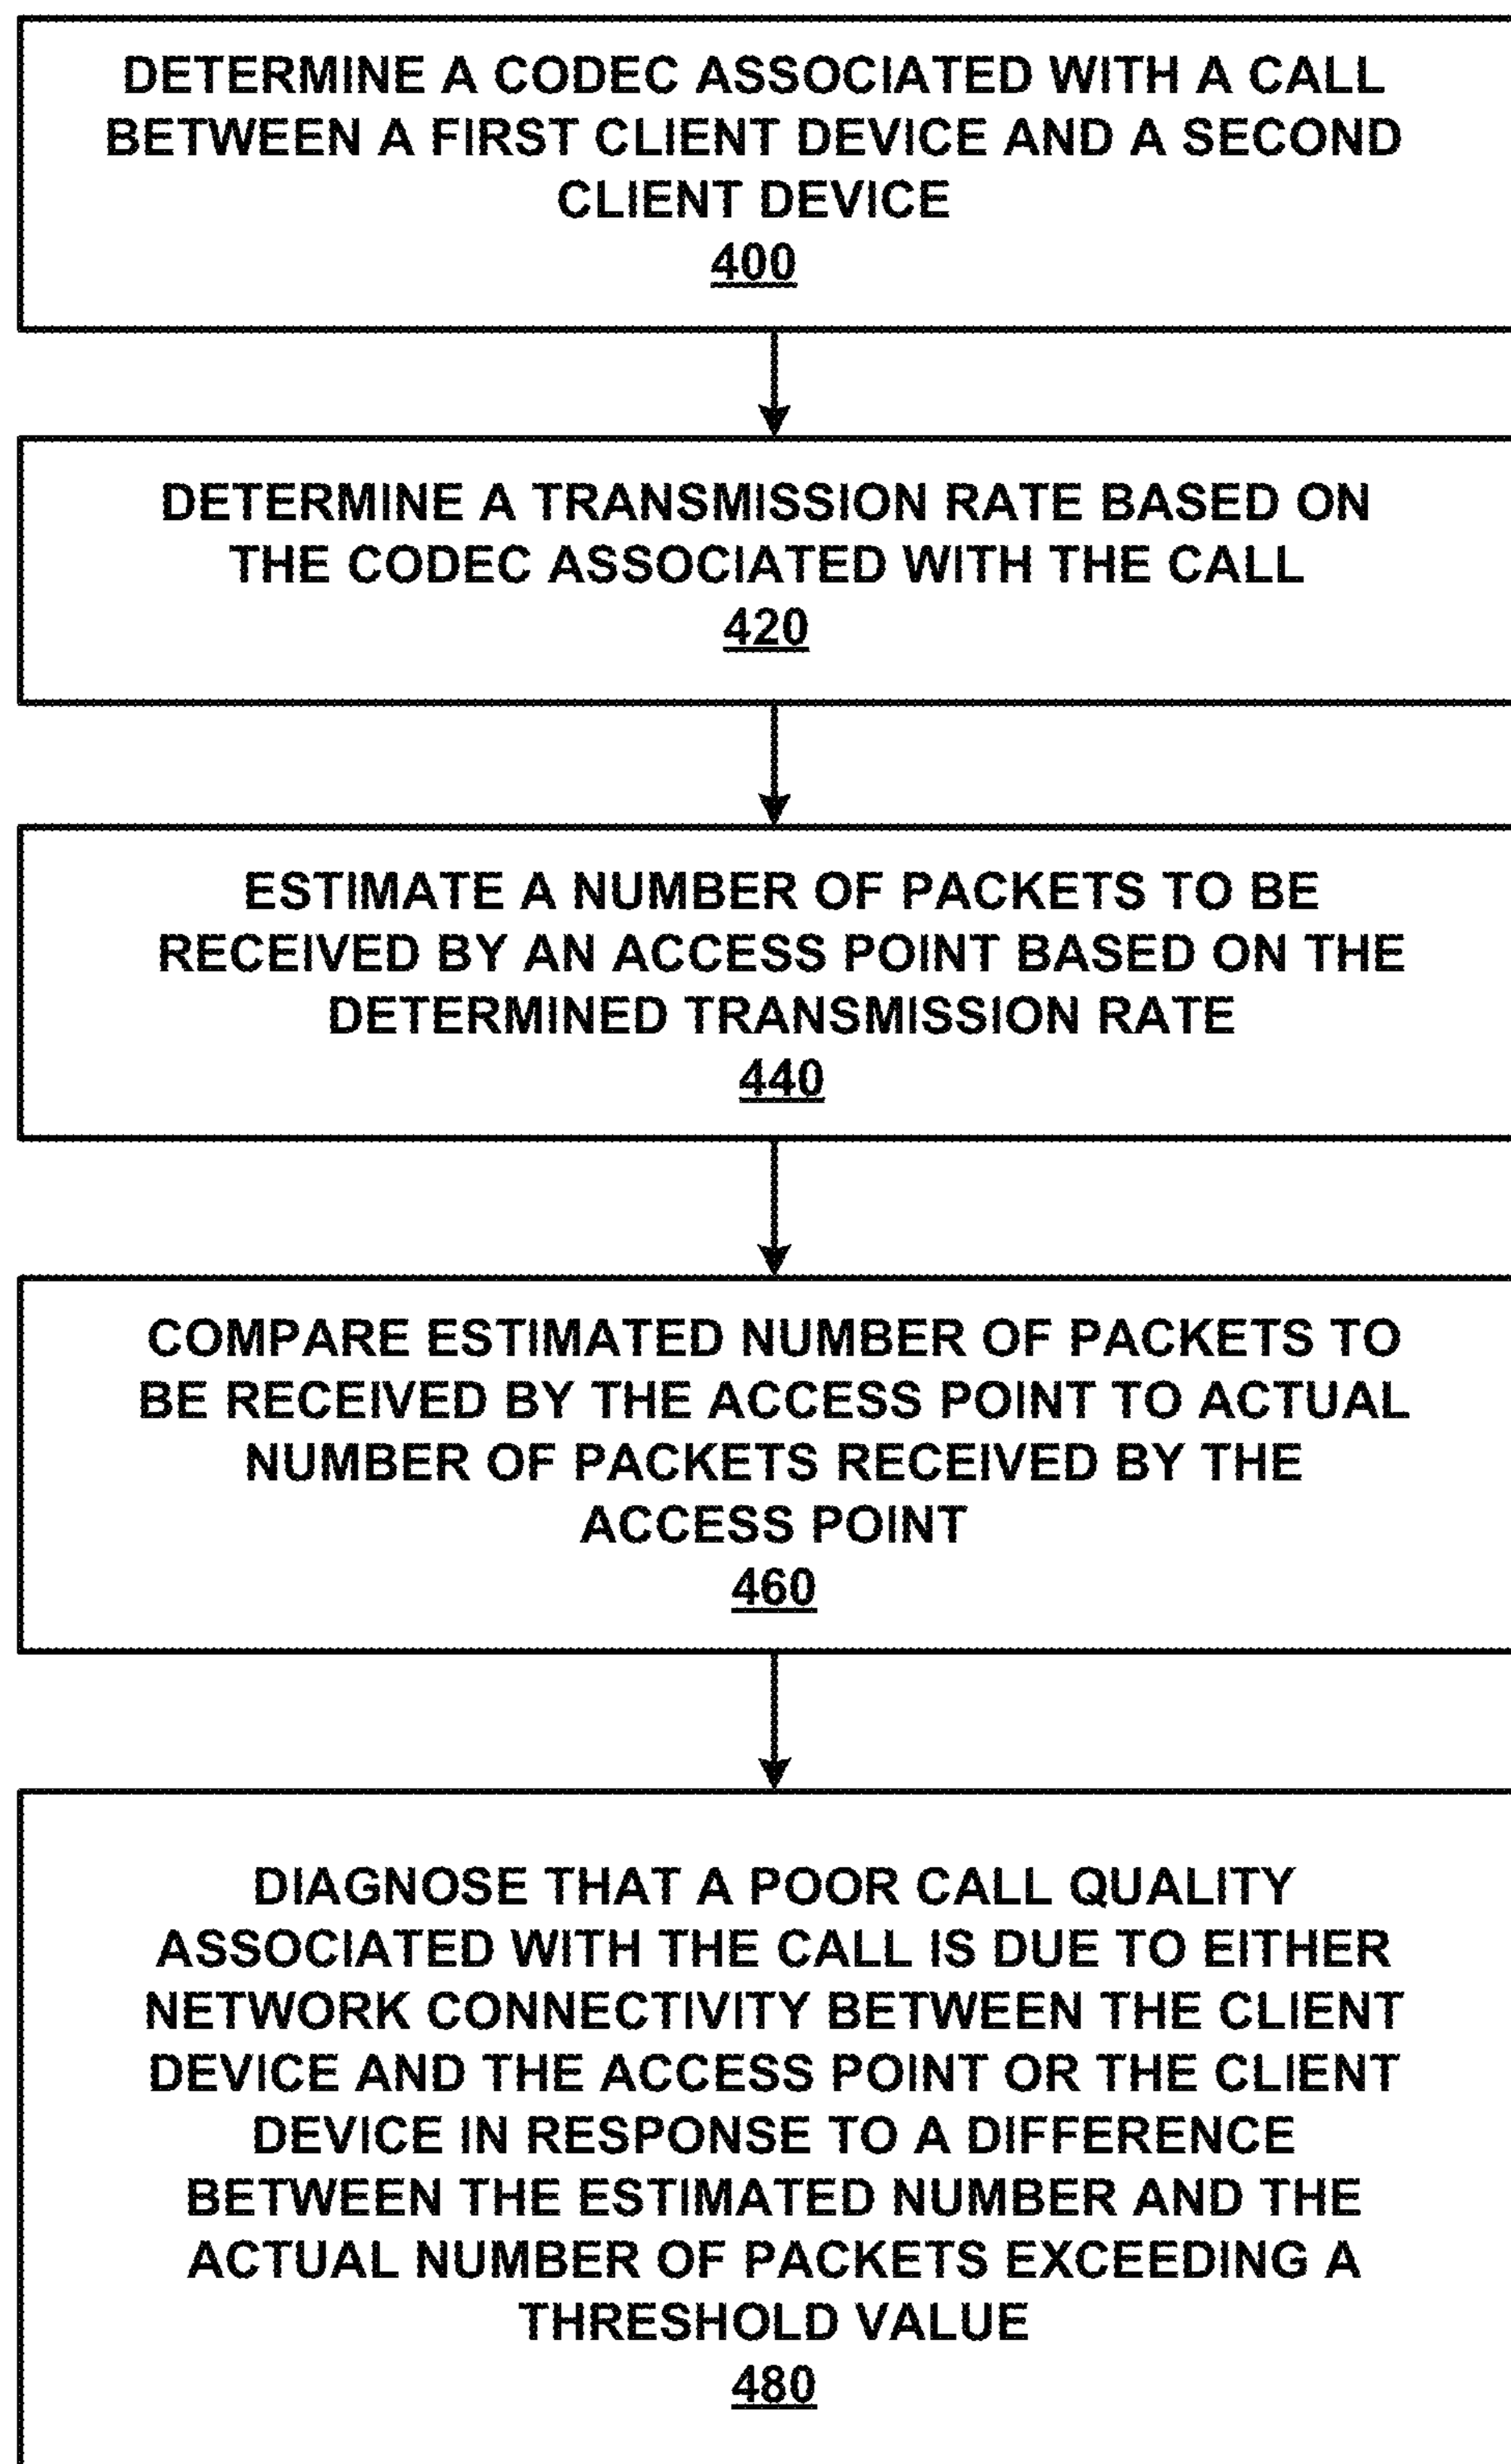 DETERMINE A CODEC ASSOCIATED WITH A CALL
BETWEEN A FIRST CLIENT DEVICE AND A SECOND
CLIENT DEVICE
400
DETERMINE A TRANSMISSION RATE BASED ON
THE CODEC ASSOCIATED WITH THE CALL
420
ESTIMATE A NUMBER OF PACKETS TO BE
RECEIVED BY AN ACCESS POINT BASED ON THE
DETERMINED TRANSMISSION RATE
440
COMPARE ESTIMATED NUMBER OF PACKETS TO
BE RECEIVED BY THE ACCESS POINT TO ACTUAL
NUMBER OF PACKETS RECEIVED BY THE
ACCESS POINT
460
DIAGNOSE THAT A POOR CALL QUALITY
ASSOCIATED WITH THE CALL IS DUE TO EITHER
NETWORK CONNECTIVITY BETWEEN THE CLIENT
DEVICE AND THE ACCESS POINT OR THE CLIENT
DEVICE IN RESPONSE TO A DIFFERENCE
BETWEEN THE ESTIMATED NUMBER AND THE
ACTUAL NUMBER OF PACKETS EXCEEDING A
THRESHOLD VALUE
480